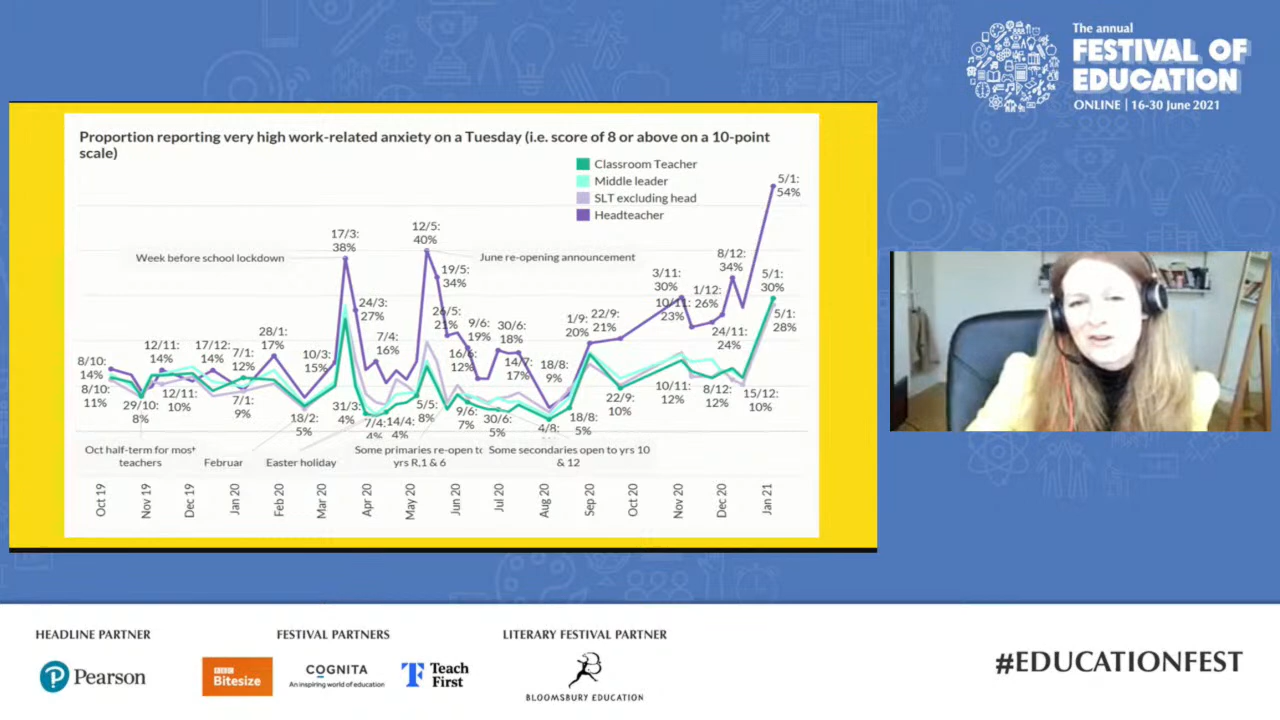 The annual
FESTIVAL OF
EDUCATION
ONLINE | 16-30 June 2021
Proportion reporting very high work-related anxiety on a Tuesday (i.e. score of 8 or above on a 10-point
scale)
Classroom Teacher
Middle leader
SLT excluding head
Headteacher
5/1:
54%
12/5:
40%
17/3:
38%
Week before school lockdown
June re-opening announcement
8/12:
34%
19/5:
34%
3/11:
30%
5/1:
30%
1/12:
26%
24/3:
27%
10/11:
23%
26/5:
21%
9/6:
19%
30/6:
18%
1/9:
20%
22/9:
21%
5/1:
28%
28/1:
17%
24/11:
24%
7/4:
16%
12/11:
14%
17/12:
14%
7/1:
12%
10/3:
15%
16/6:
12%
14/7:
17%
18/8:
9%
8/10:
14%
8/10:
11%
12/11:
10%
7/1:
9%
29/10:
8%
18/2:
5%
31/3:
4%
7/4:
4%
14/4:
4%
5/5:
8%
9/6:
7%
30/6:
5%
4/8:
18/8:
5%
22/9:
10%
10/11:
12%
8/12:
12%
15/12:
10%
Oct half-term for most
teachers
Februar
Easter holiday
Some primaries re-open to
yrs R,1 & 6
Some secondaries open to yrs 10
& 12
Oct 19
Nov 19
Dec 19
Jan 20
Feb 20
Mar 20
Apr 20
May 20
Jun 20
Jul 20
Aug 20
Sep 20
Oct 20
Nov 20
Dec 20
Jan 21
HEADLINE PARTNER
FESTIVAL PARTNERS
LITERARY FESTIVAL PARTNER
Pearson
BBC
Bitesize
COGNITA
An inspiring world of education
Teach
First
BLOOMSBURY EDUCATION
#EDUCATIONFEST